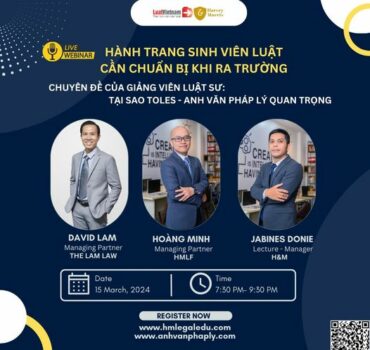 LuatVietnam
Harvey
Morris
LIVE
WEBINAR
HÀNH TRANG SINH VIÊN LUẬT
CẦN CHUẨN BỊ KHI RA TRƯỜNG
CHUYÊN ĐỀ CỦA GIẢNG VIÊN LUẬT SƯ:
TẠI SAO TOLES - ANH VĂN PHÁP LÝ QUAN TRỌNG
DAVID LAM
Managing Partner
THE LAM LAW
HOÀNG MINH
Managing Partner
HMLF
JABINES DONIE
Lecture - Manager
H&M
Date
15 March, 2024
Time
7:30 PM- 9:30 PM
REGISTER NOW
www.hmlegaledu.com
www.anhvanphaply.com